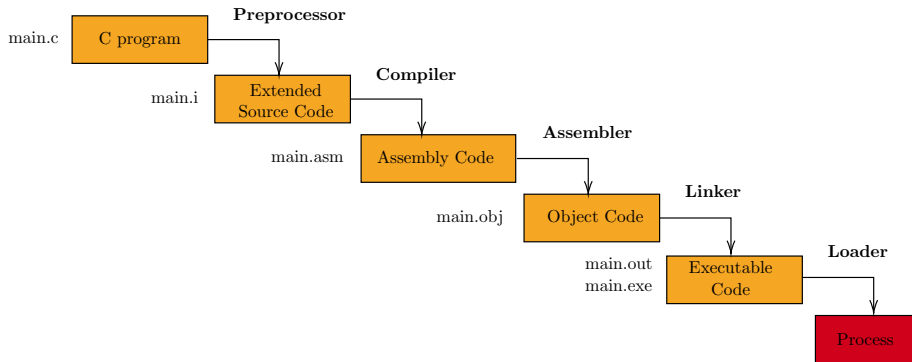 Preprocessor
main.c
C program
Compiler
main.i
Extended
Source Code
Assembler
main.asm
Assembly Code
Linker
main.obj
Object Code
Loader
main.out
main.exe
Executable
Code
Process